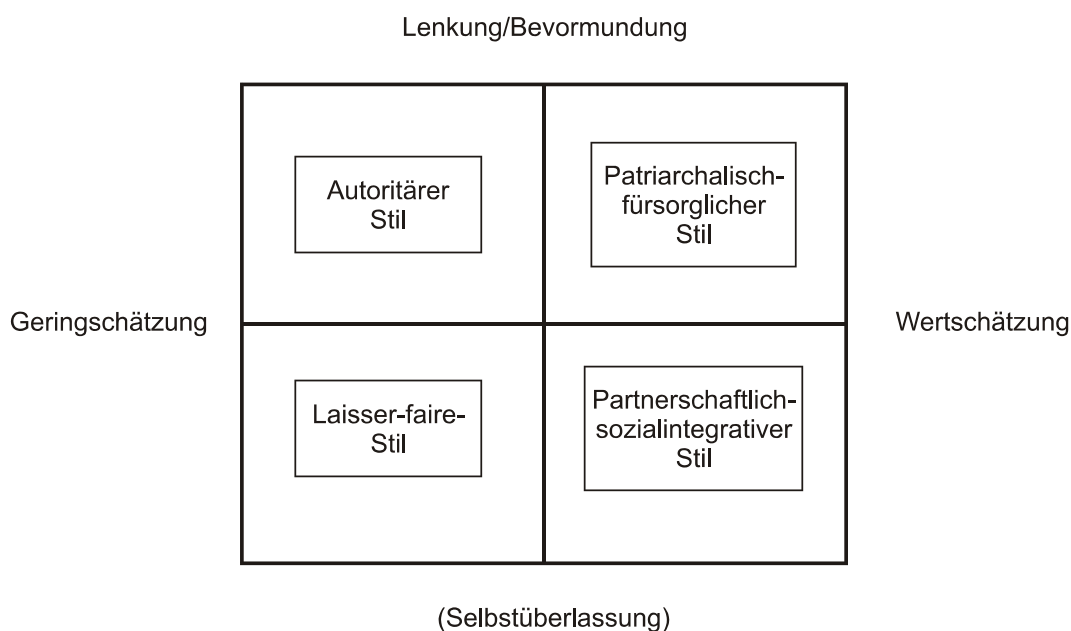 Lenkung/Bevormundung
Autoritärer
Stil
Patriarchalisch-
fürsorglicher
Stil
Geringschätzung
Wertschätzung
Laisser-faire-
Stil
Partnerschaftlich-
sozialintegrativer
Stil
(Selbstüberlassung)